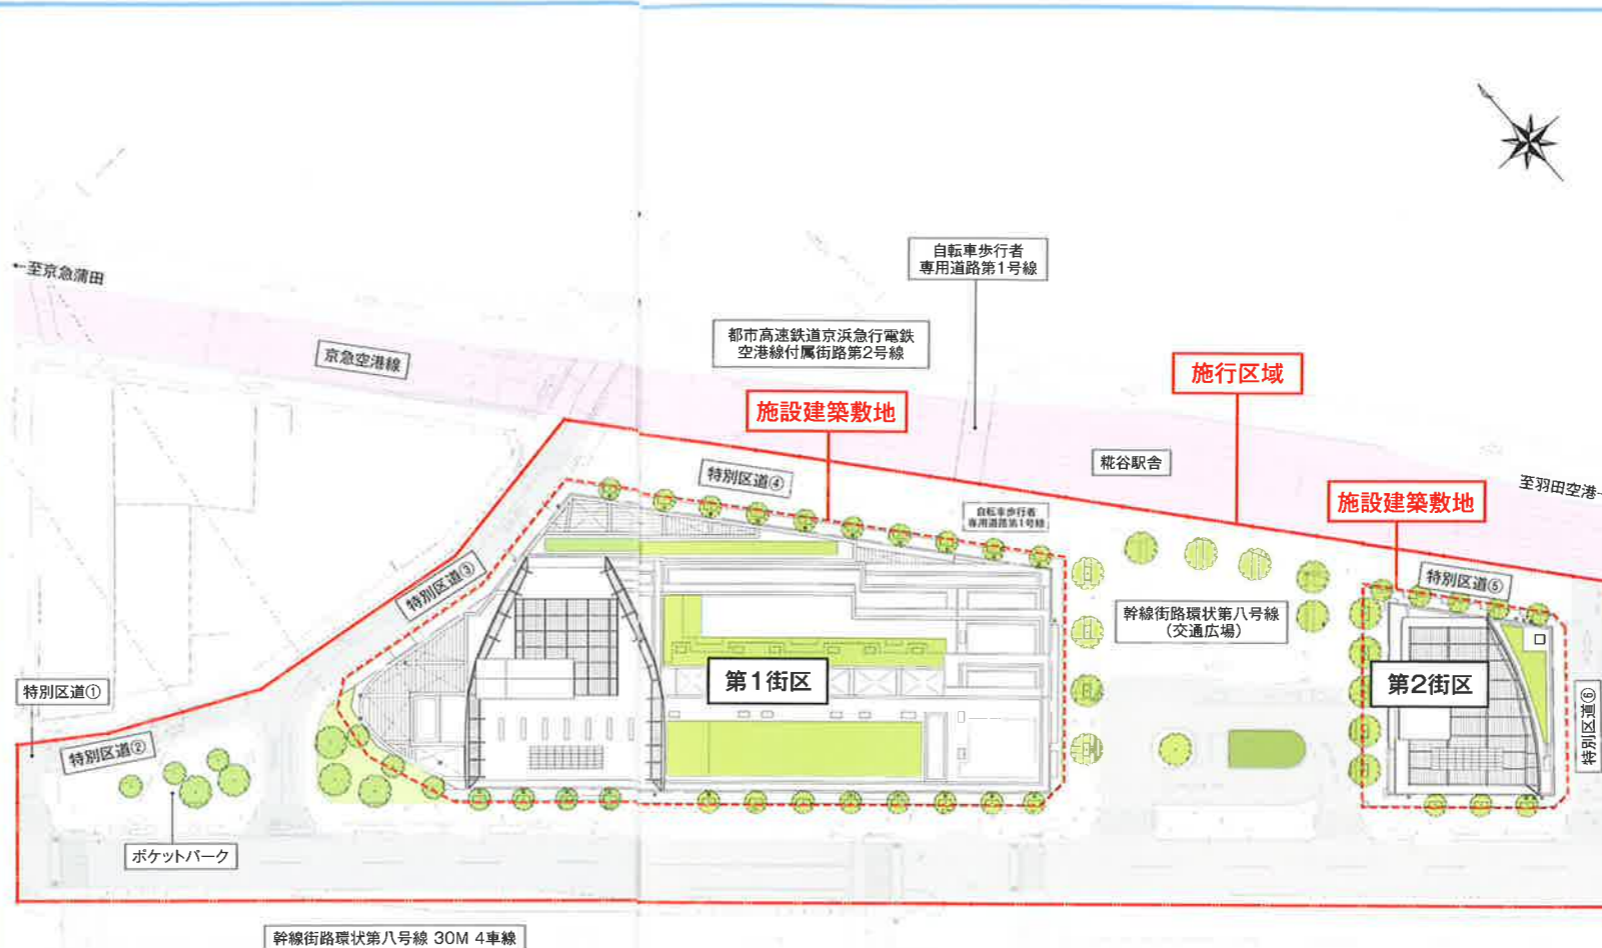 自転車歩行者
専用道路第1号線
←至京急蒲田
都市高速鉄道京浜急行電鉄
空港線付属街路第2号線
京急空港線
施行区域
施設建築敷地
糀谷駅舎
特別区道④
至羽田空港
施設建築敷地
自転車歩行者
専用道路第1号線
特別区道③
特別区道⑤
幹線街路環状第八号線
（交通広場）
第1街区
第2街区
特別区道①
特別区道②
特別区道⑥
ポケットパーク
幹線街路環状第八号線 30M 4車線